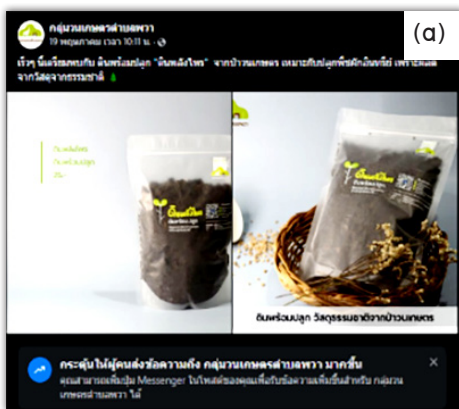 กลุ่มวนเกษตรตำบลพวา
19 พฤษภาคม เวลา 10:11 น.
(α)
เร็วๆ นี้เตรียมพบกับ ดินพร้อมปลูก "ดินหลังไพร" จากป่าวนเกษตร เหมาะกับปลูกพืชผักอินทรีย์ เพราะผลิต
จากวัสดุจากธรรมชาติ
ดินพร้อมปลูก
ดินพร้อมปลูก วัสดุธรรมชาติจากป่าวนเกษตร
กระตุ้นให้ผู้คนส่งข้อความถึง กลุ่มวนเกษตรตำบลพวา มากขึ้น
คุณสามารถเพิ่มปุ่ม Messenger ในโพสต์ของคุณเพื่อรับข้อความเพิ่มขึ้นสำหรับ กลุ่มวน
เกษตรตำบลพวา ได้